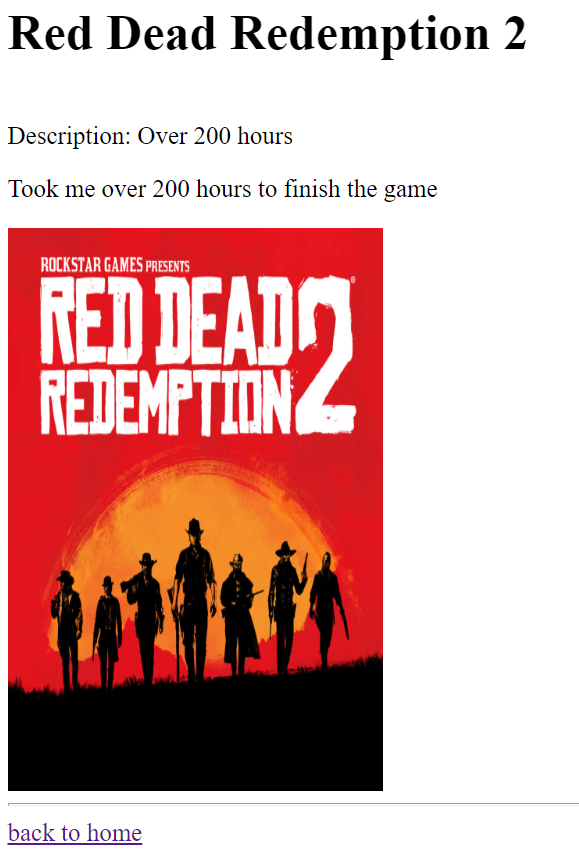 Red Dead Redemption 2
Description: Over 200 hours
Took me over 200 hours to finish the game
ROCKSTAR GAMES PRESENTS
RED DEAD
REDEMPTION 2
back to home